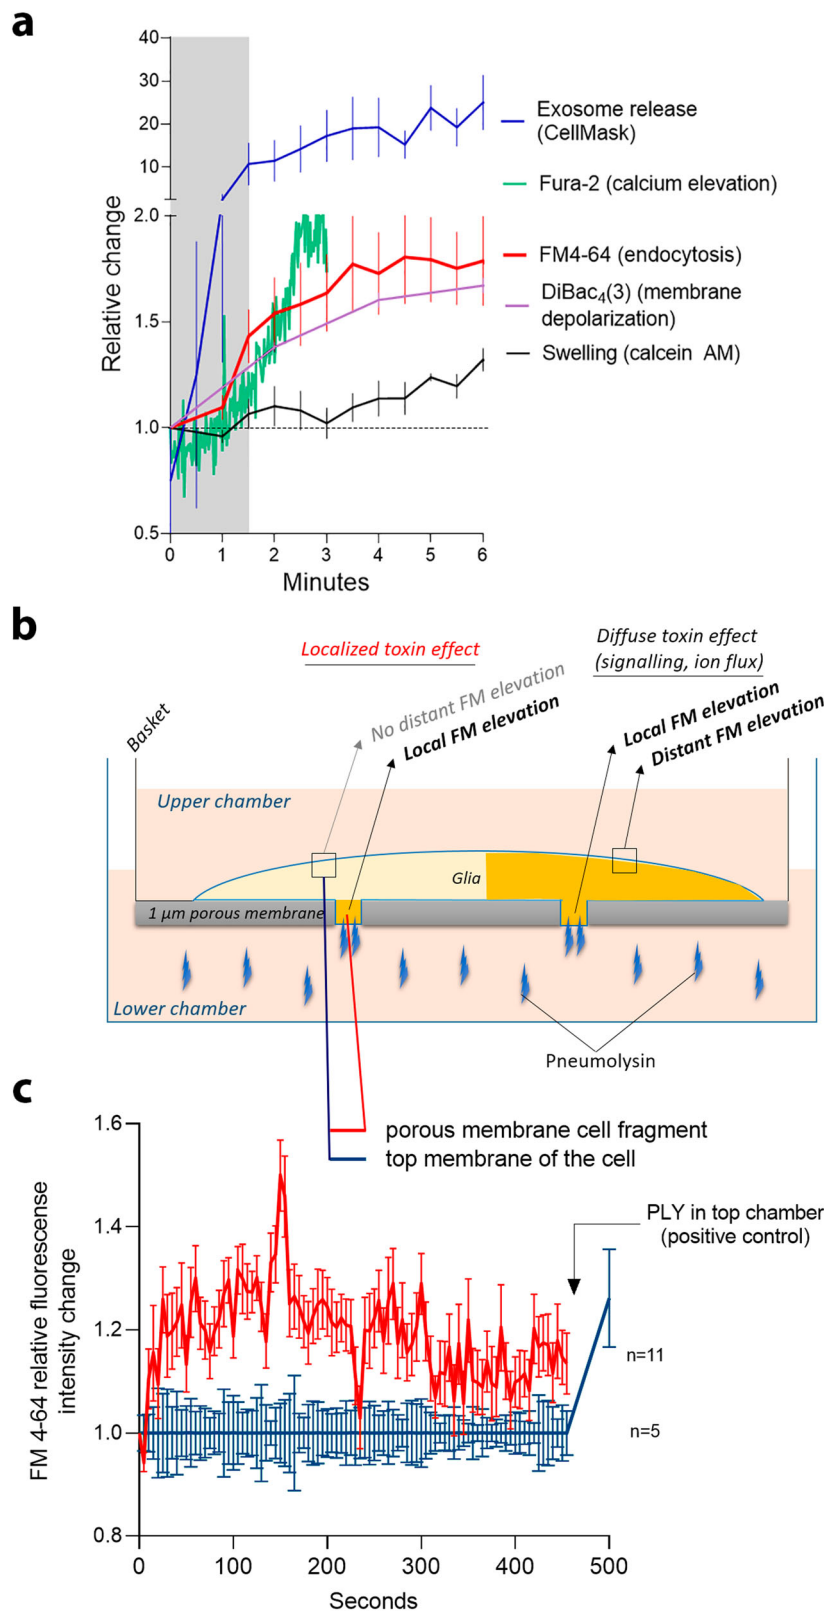 a
40
30
20
10
2.0
1.5
1.0
0.5
Relative change
0
1
2
3
4
5
6
Minutes
Exosome release
(CellMask)
Fura-2 (calcium elevation)
FM4-64 (endocytosis)
DiBac4(3) (membrane
depolarization)
Swelling (calcein AM)
b
Localized toxin effect
Diffuse toxin effect
(signalling, ion flux)
No distant FM elevation
Local FM elevation
Local FM elevation
Distant FM elevation
Basket
Upper chamber
Glia
1 µm porous membrane
Lower chamber
Pneumolysin
c
porous membrane cell fragment
top membrane of the cell
1.6
1.4
1.2
1.0
0.8
FM 4-64 relative fluorescense
intensity change
PLY in top chamber
(positive control)
n=11
n=5
0
100
200
300
400
500
Seconds